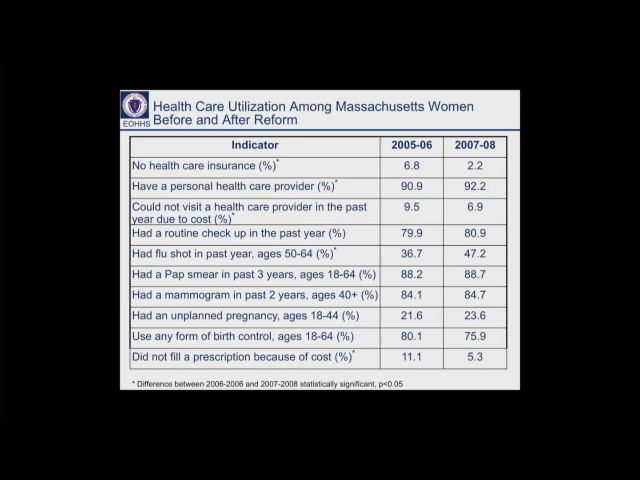 Health Care Utilization Among Massachusetts Women
EOHHS Before and After Reform
Indicator 2005-06 2007-08
No health care insurance (%)* 6.8 2.2
Have a personal health care provider (%)* 90.9 92.2
Could not visit a health care provider in the past
year due to cost (%)* 9.5 6.9
Had a routine check up in the past year (%) 79.9 80.9
Had flu shot in past year, ages 50-64 (%)* 36.7 47.2
Had a Pap smear in past 3 years, ages 18-64 (%) 88.2 88.7
Had a mammogram in past 2 years, ages 40+ (%) 84.1 84.7
Had an unplanned pregnancy, ages 18-44 (%) 21.6 23.6
Use any form of birth control, ages 18-64 (%) 80.1 75.9
Did not fill a prescription because of cost (%)* 11.1 5.3
* Difference between 2006-2006 and 2007-2008 statistically significant, p<0.05